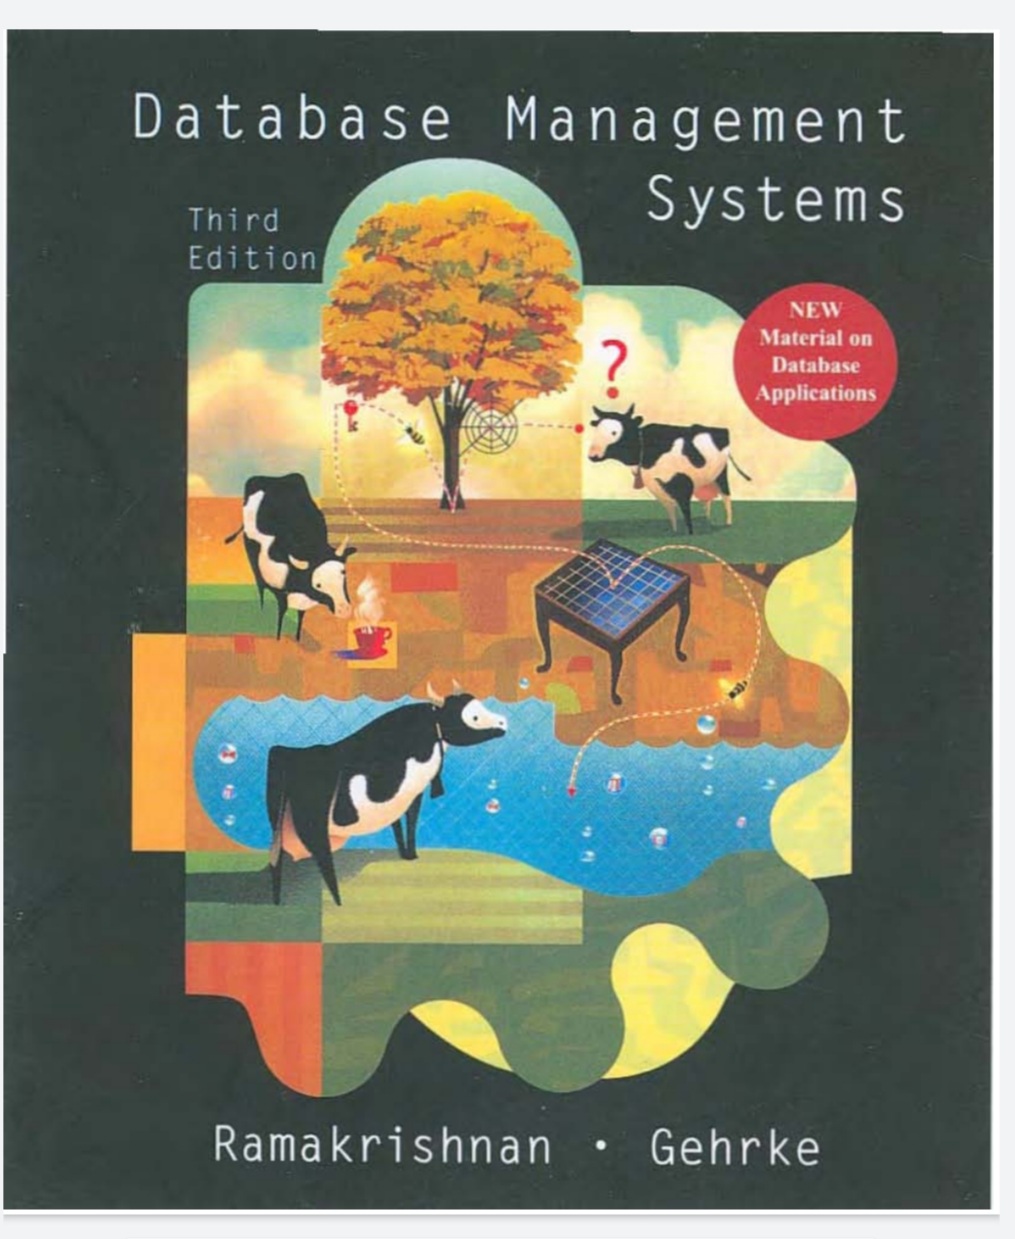 Database Management
Systems
Third
Edition
NEW
Material on
Database
Applications
?
Ramakrishnan • Gehrke